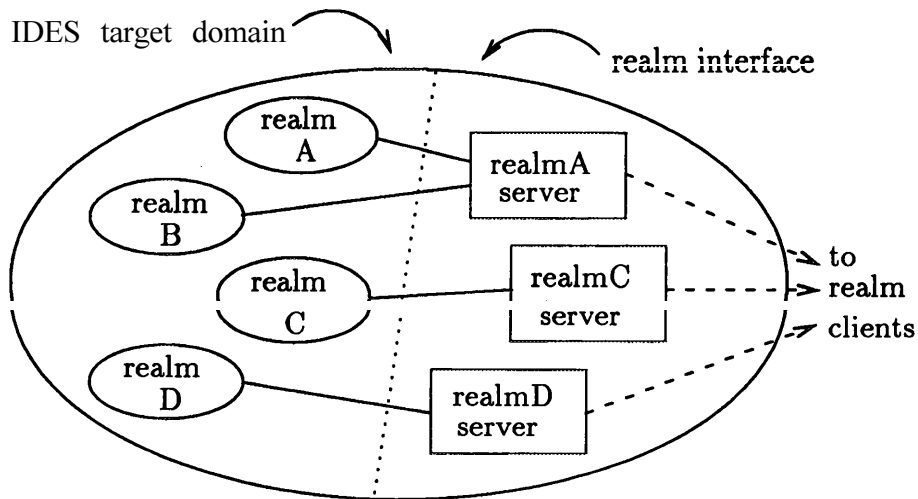 IDES target domain
realm interface
realm
A
realmA
server
realm
B
realm
C
realmC
server
to
realm
clients
realm
D
realmD
server